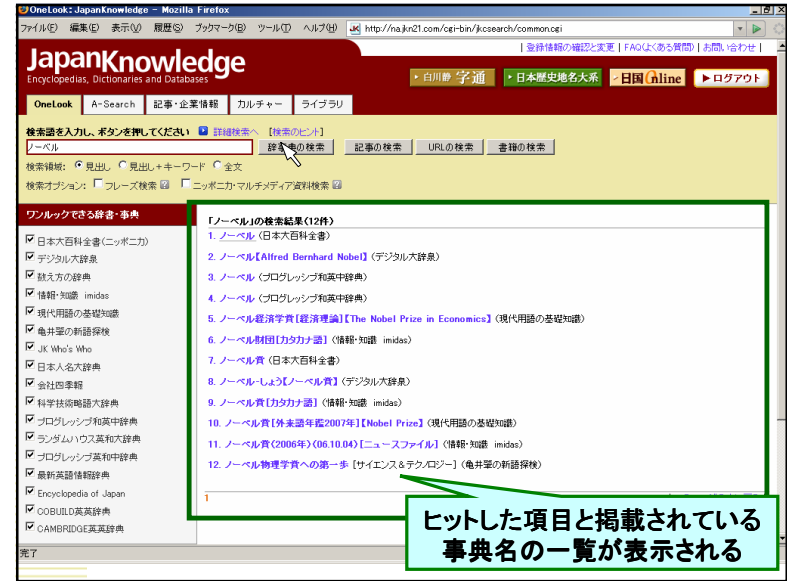 OneLook: JapanKnowledge - Mozilla Firefox
ファイル(F) 編集(E) 表示(V) 履歴(S) ブックマーク(B) ツール(T) ヘルプ(H) http://na.jkn21.com/cgi-bin/jkcsearch/common.cgi
| 登録情報の確認と変更 | FAQ(よくある質問) | お問い合わせ |
JapanKnowledge
Encyclopedias, Dictionaries and Databases
白川静 字通 日本歴史地名大系 日国Online ログアウト
OneLook A-Search 記事・企業情報 カルチャー ライブラリ
検索語を入力し、ボタンを押してください 詳細検索へ [検索のヒント]
ノーベル 辞事典の検索 記事の検索 URLの検索 書籍の検索
検索領域: 見出し 見出し+キーワード 全文
検索オプション: フレーズ検索 ニッポニカ・マルチメディア資料検索
ワンルックできる辞書・事典
日本大百科全書(ニッポニカ)
デジタル大辞泉
数え方の辞典
情報・知識 imidas
現代用語の基礎知識
亀井肇の新語探検
JK Who's Who
日本人名大辞典
会社四季報
科学技術略語大辞典
プログレッシブ和英中辞典
ランダムハウス英和大辞典
プログレッシブ英和中辞典
最新英語情報辞典
Encyclopedia of Japan
COBUILD英英辞典
CAMBRIDGE英英辞典
「ノーベル」の検索結果(12件)
1. ノーベル (日本大百科全書)
2. ノーベル【Alfred Bernhard Nobel】 (デジタル大辞泉)
3. ノーベル (プログレッシブ和英中辞典)
4. ノーベル (プログレッシブ和英中辞典)
5. ノーベル経済学賞[経済理論]【The Nobel Prize in Economics】 (現代用語の基礎知識)
6. ノーベル財団[カタカナ語] (情報・知識 imidas)
7. ノーベル賞 (日本大百科全書)
8. ノーベル‐しょう【ノーベル賞】 (デジタル大辞泉)
9. ノーベル賞[カタカナ語] (情報・知識 imidas)
10. ノーベル賞[外来語年鑑2007年]【Nobel Prize】 (現代用語の基礎知識)
11. ノーベル賞(2006年)(06.10.04)[ニュースファイル] (情報・知識 imidas)
12. ノーベル物理学賞への第一歩 [サイエンス&テクノロジー] (亀井肇の新語探検)
1
ヒットした項目と掲載されている
事典名の一覧が表示される
完了